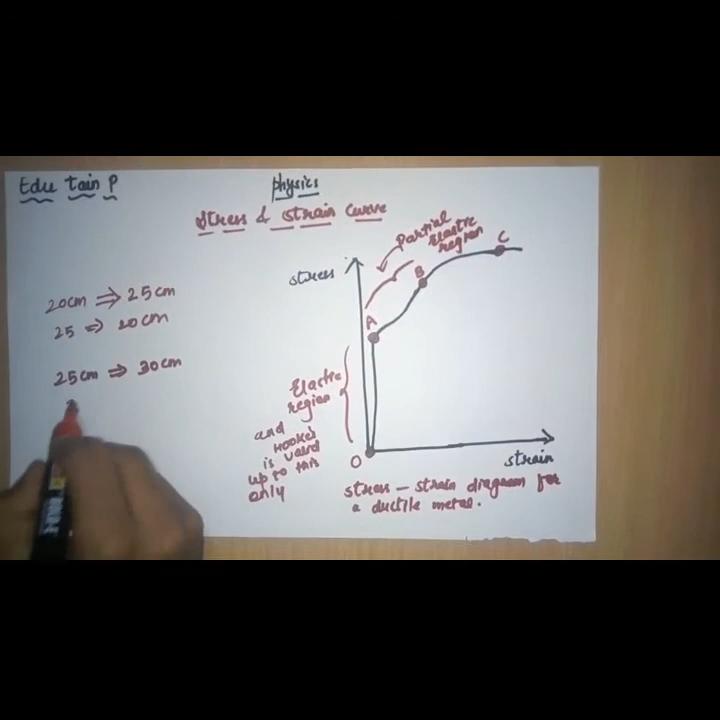 Edu Tain P
Physics
Stress & Strain Curve
20cm ⇒ 25cm
25 ⇒ 20cm
25cm ⇒ 30cm
stress
Partial
Elastic
region
A
B
C
Elastic
region
and
Hooke's
is valid
up to this
only
O
strain
stress - strain diagram for
a ductile metal.